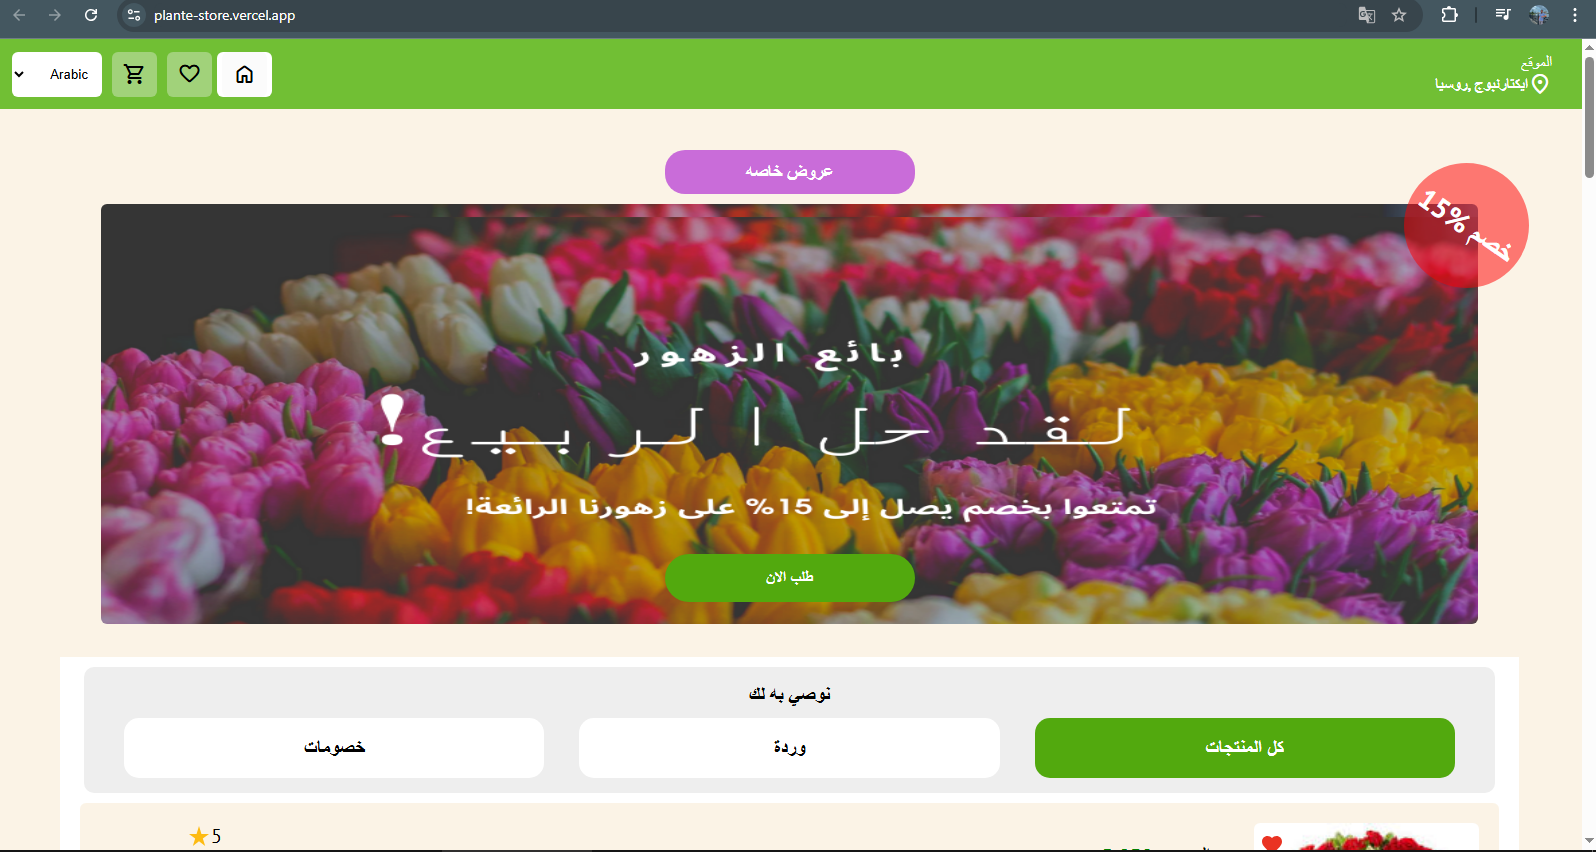 plante-store.vercel.app
الموقع
ايكتارنبوج ,روسيا
Arabic
عروض خاصه
خصم 15%
بائع الزهور
لقد حل الربيع!
تمتعوا بخصم يصل إلى 15% على زهورنا الرائعة!
طلب الان
نوصي به لك
كل المنتجات
وردة
خصومات
5